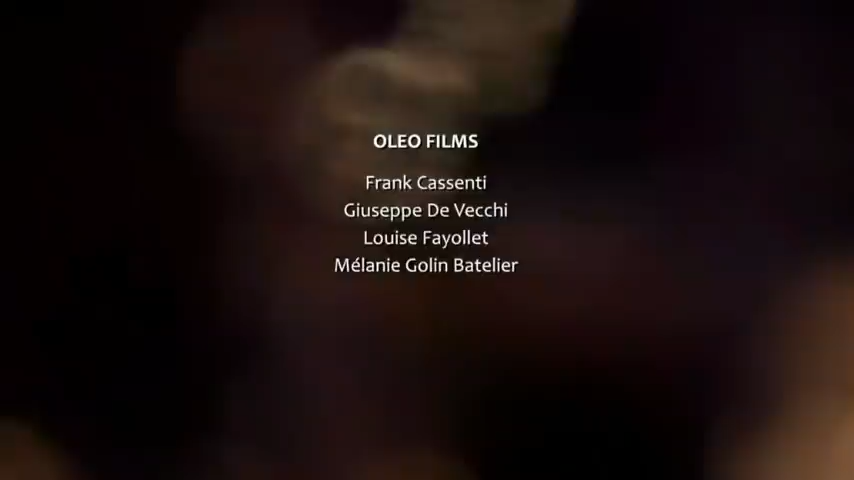 OLEO FILMS
Frank Cassenti
Giuseppe De Vecchi
Louise Fayollet
Mélanie Golin Batelier